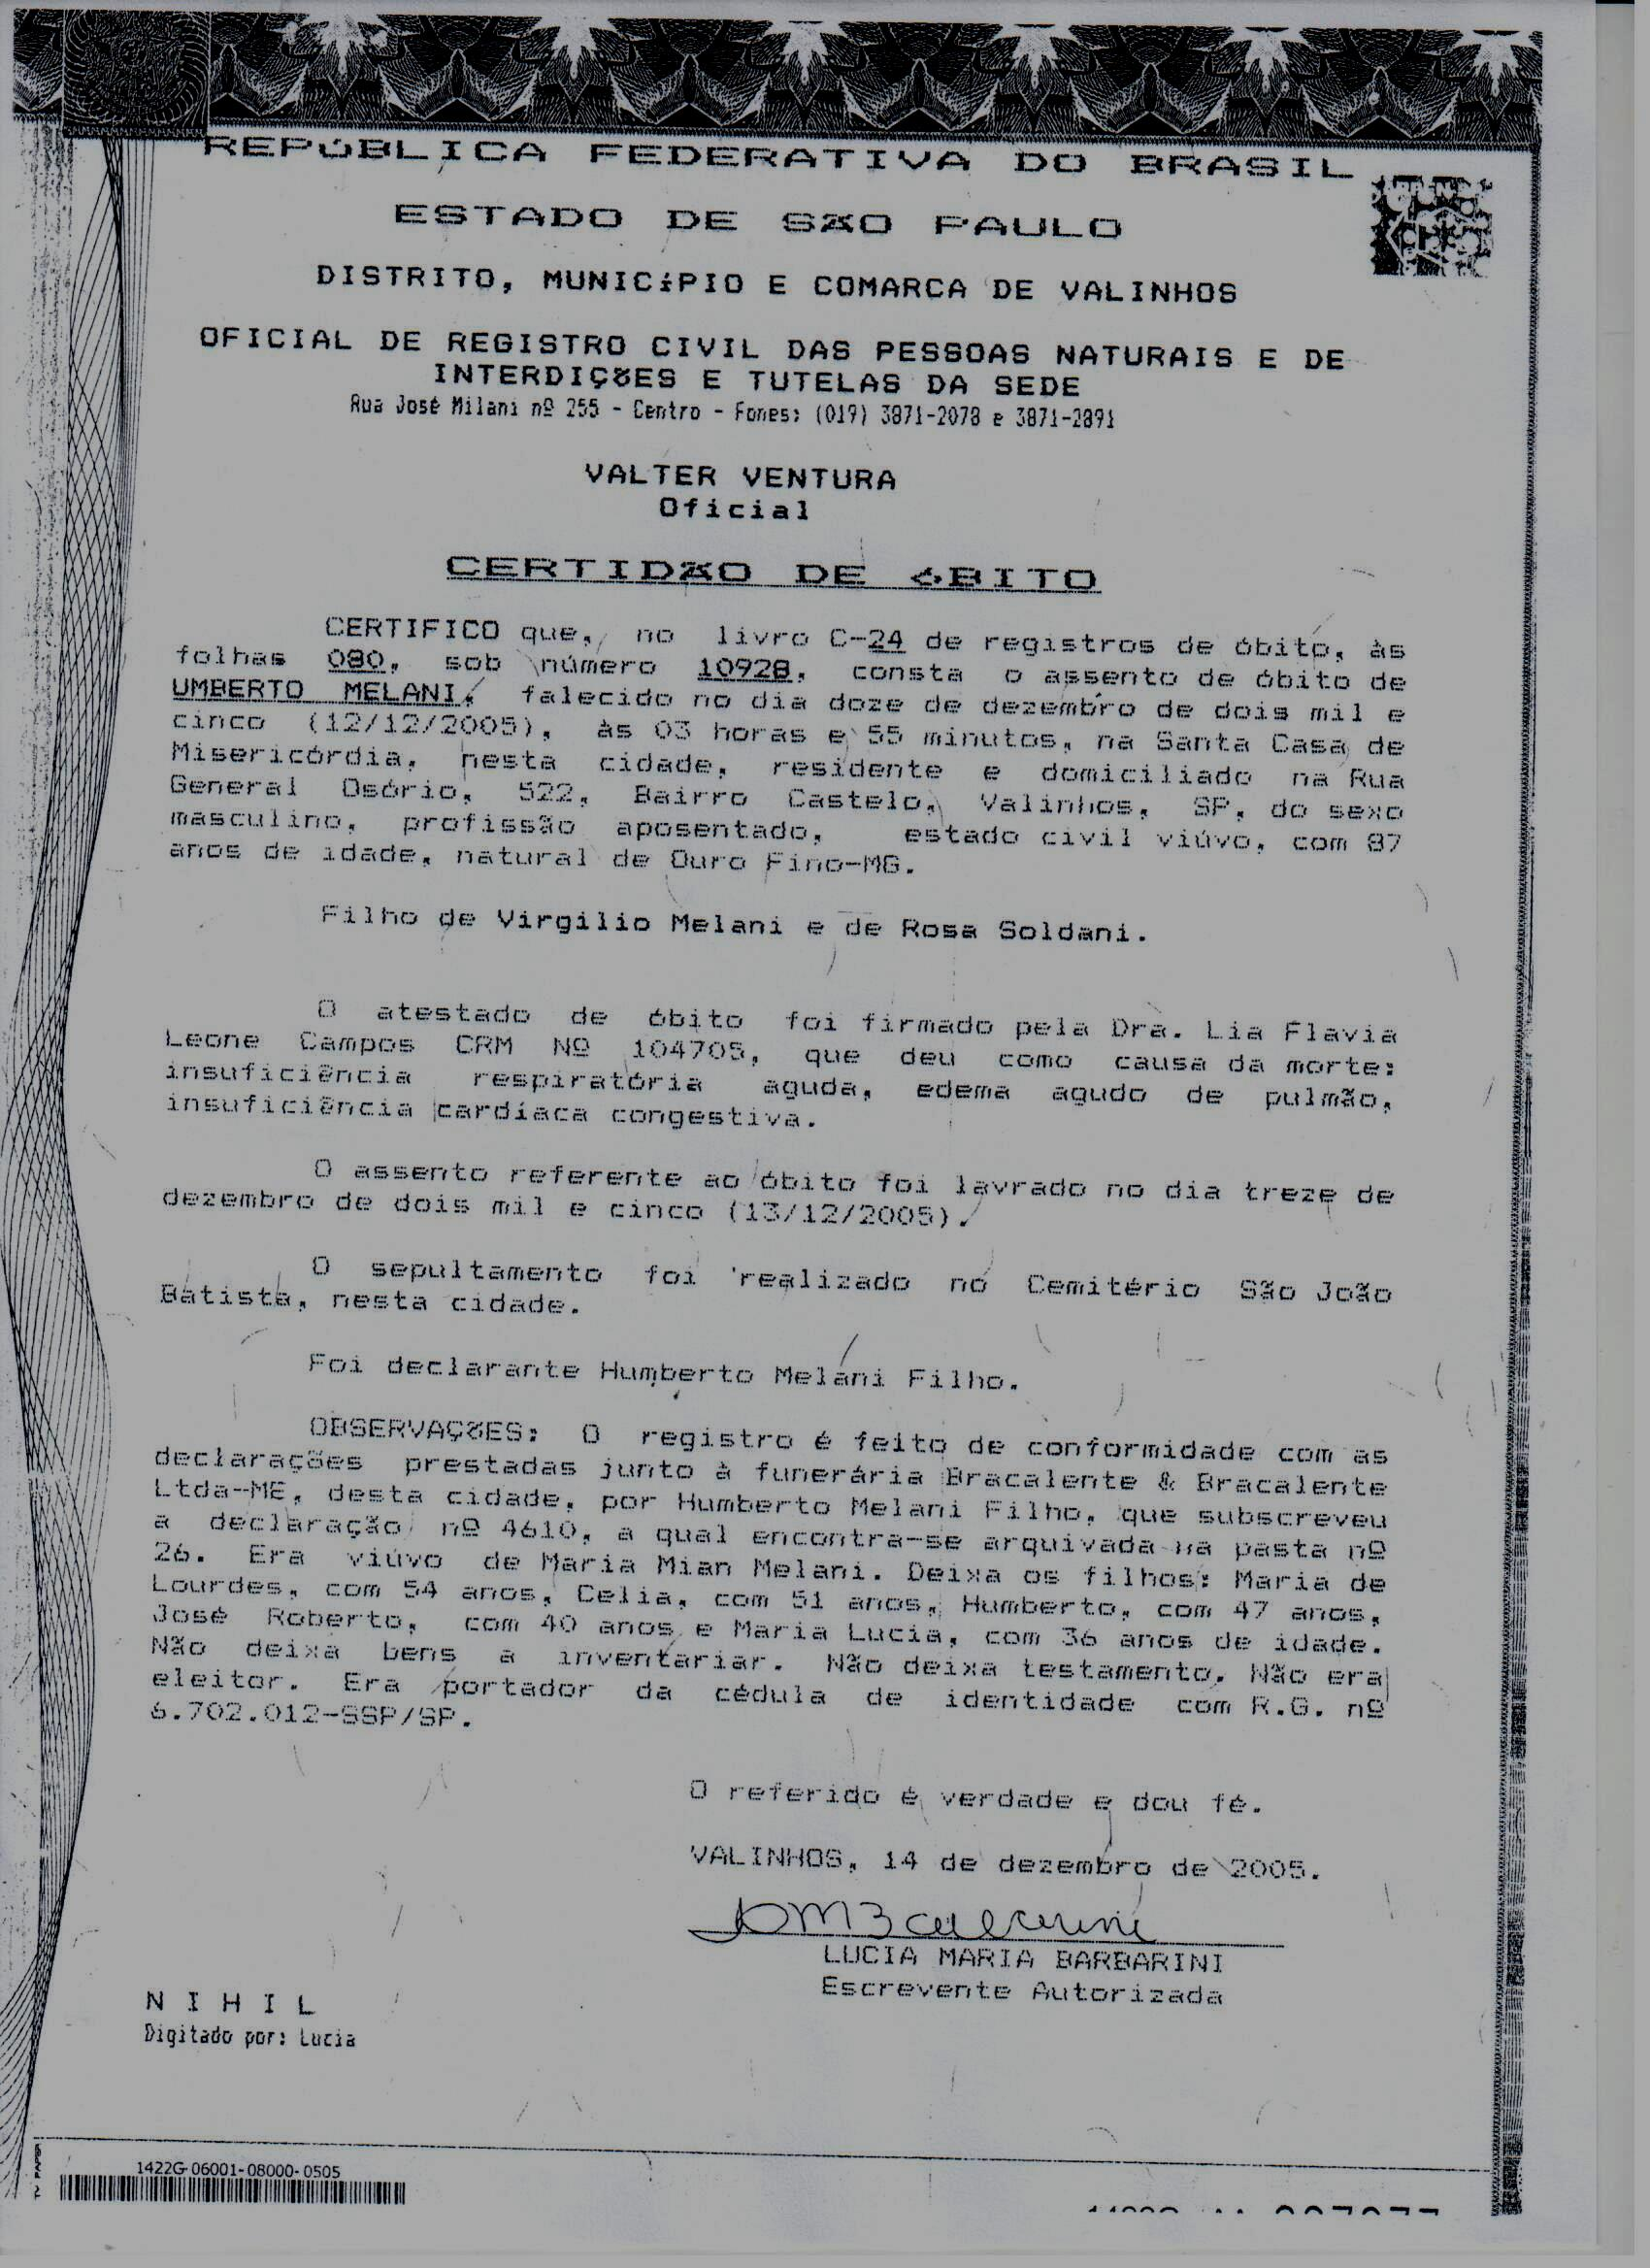 REPÚBLICA FEDERATIVA DO BRASIL
ESTADO DE SÃO PAULO
DISTRITO, MUNICíPIO E COMARCA DE VALINHOS
OFICIAL DE REGISTRO CIVIL DAS PESSOAS NATURAIS E DE
INTERDIÇÕES E TUTELAS DA SEDE
Rua José Milani nº 255 - Centro - Fones: (019) 3871-2078 e 3871-2891
VALTER VENTURA
Oficial
CERTIDÃO DE ÓBITO
CERTIFICO que, no livro C-24 de registros de óbito, às
folhas 080, sob número 10928, consta o assento de óbito de
UMBERTO MELANI, falecido no dia doze de dezembro de dois mil e
cinco (12/12/2005), às 03 horas e 55 minutos, na Santa Casa de
Misericórdia, nesta cidade, residente e domiciliado na Rua
General Osório, 522, Bairro Castelo, Valinhos, SP, do sexo
masculino, profissão aposentado, estado civil viúvo, com 87
anos de idade, natural de Ouro Fino-MG.
Filho de Virgilio Melani e de Rosa Soldani.
O atestado de óbito foi firmado pela Dra. Lia Flavia
Leone Campos CRM Nº 104705, que deu como causa da morte:
insuficiência respiratória aguda, edema agudo de pulmão,
insuficiência cardíaca congestiva.
O assento referente ao óbito foi lavrado no dia treze de
dezembro de dois mil e cinco (13/12/2005).
O sepultamento foi realizado no Cemitério São João
Batista, nesta cidade.
Foi declarante Humberto Melani Filho.
OBSERVAÇÕES: O registro é feito de conformidade com as
declarações prestadas junto à funerária Bracalente & Bracalente
Ltda-ME, desta cidade, por Humberto Melani Filho, que subscreveu
a declaração nº 4610, a qual encontra-se arquivada na pasta nº
26. Era viúvo de Maria Mian Melani. Deixa os filhos: Maria de
Lourdes, com 54 anos, Celia, com 51 anos, Humberto, com 47 anos,
José Roberto, com 40 anos e Maria Lucia, com 36 anos de idade.
Não deixa bens a inventariar. Não deixa testamento. Não era
eleitor. Era portador da cédula de identidade com R.G. nº
6.702.012-SSP/SP.
O referido é verdade e dou fé.
VALINHOS, 14 de dezembro de 2005.
LUCIA MARIA BARBARINI
Escrevente Autorizada
N I H I L
Digitado por: Lucia
1422G-06001-08000-0505